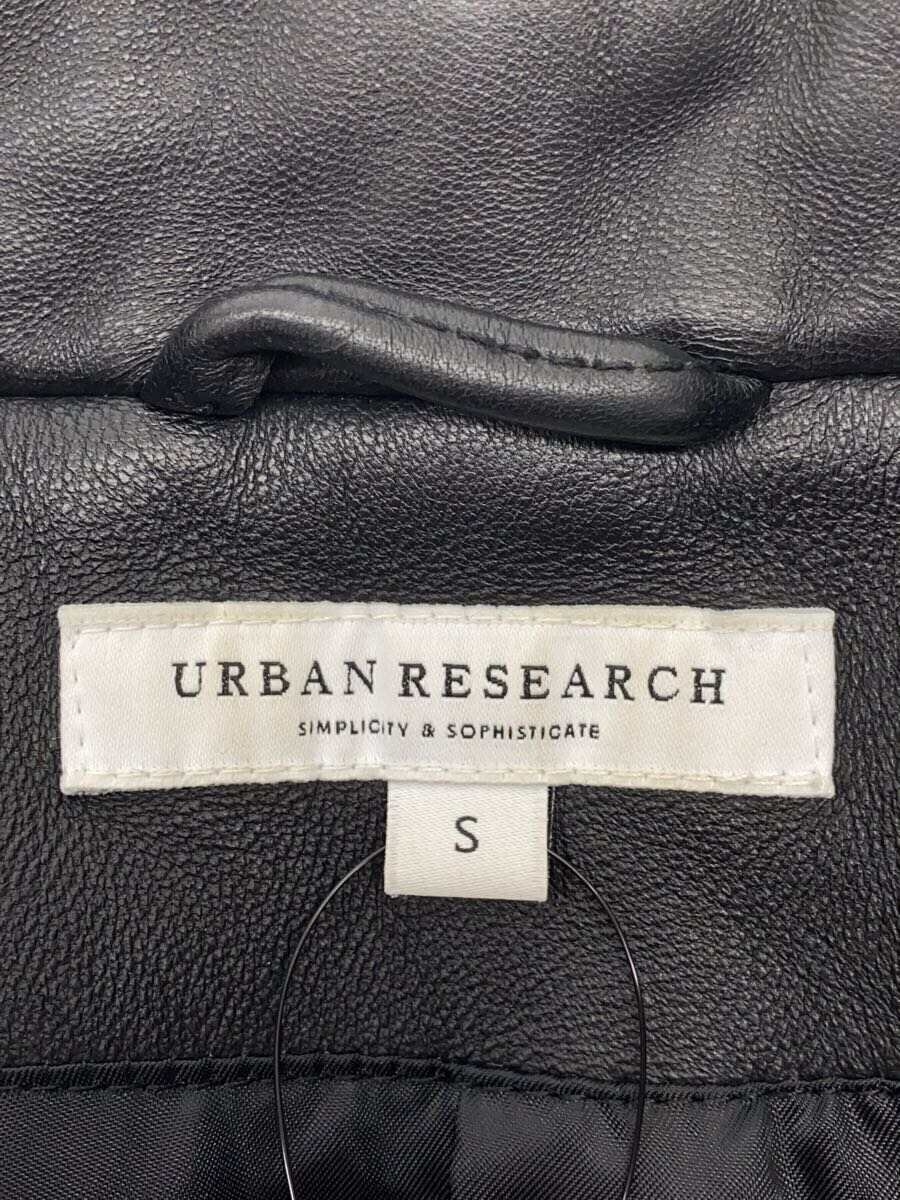 URBAN RESEARCH
SIMPLICITY & SOPHISTICATE
S